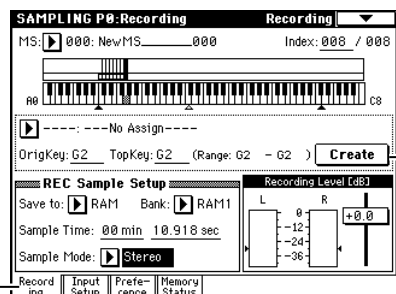 SAMPLING P0:Recording Recording
MS: 000: NewMS______000 Index: 008 / 008
A0 C8
----: ---No Assign----
OrigKey: G2 TopKey: G2 (Range: G2 - G2 ) Create
REC Sample Setup
Save to: RAM Bank: RAM1
Sample Time: 00 min 10.918 sec
Sample Mode: Stereo
Recording Level [dB]
L R
0
-12
-24
-36
+0.0
Record ing
Input Setup
Prefe- rence
Memory Status